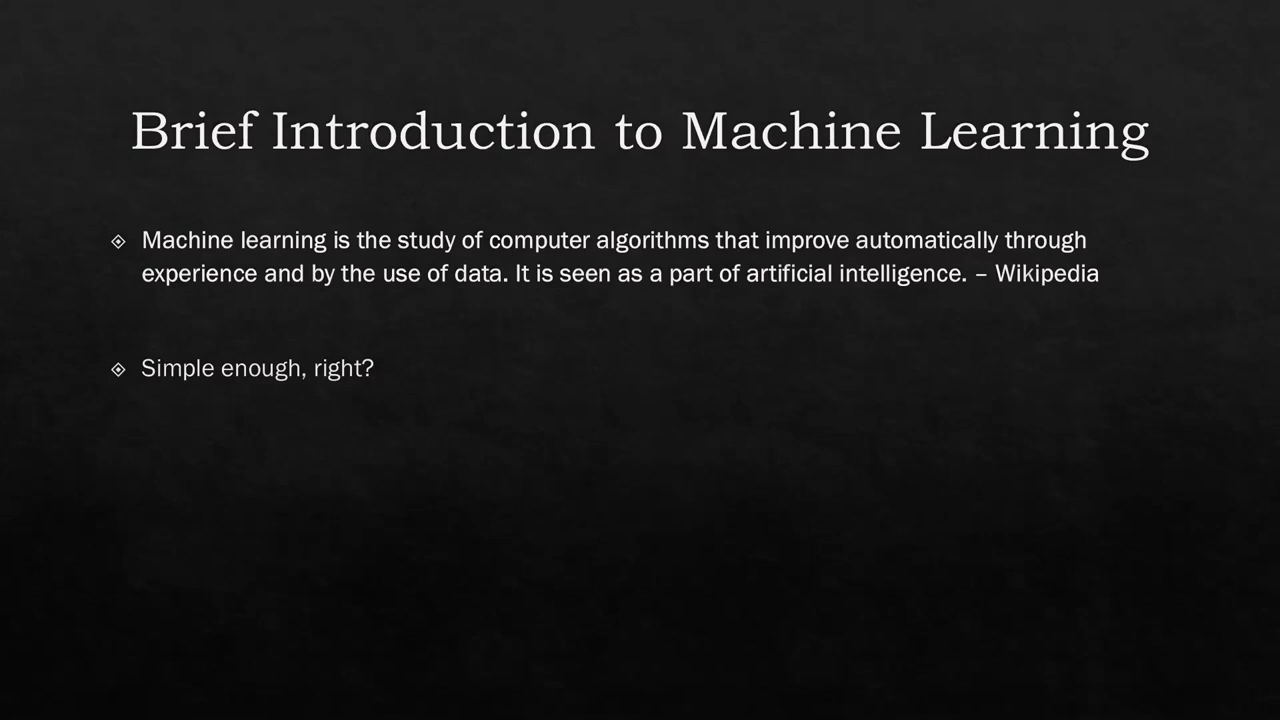 Brief Introduction to Machine Learning
Machine learning is the study of computer algorithms that improve automatically through
experience and by the use of data. It is seen as a part of artificial intelligence. – Wikipedia
Simple enough, right?